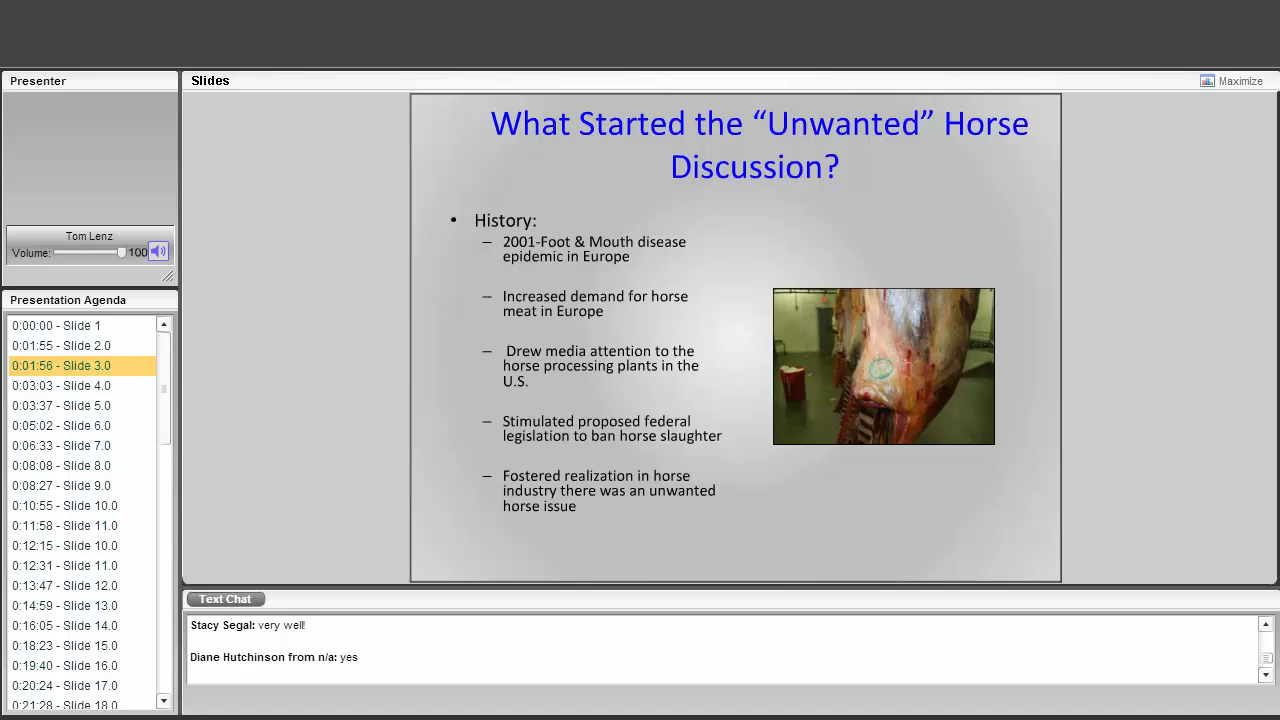 Presenter
Slides
Maximize
What Started the “Unwanted” Horse
Discussion?
• History:
– 2001-Foot & Mouth disease
epidemic in Europe
– Increased demand for horse
meat in Europe
– Drew media attention to the
horse processing plants in the
U.S.
– Stimulated proposed federal
legislation to ban horse slaughter
– Fostered realization in horse
industry there was an unwanted
horse issue
Tom Lenz
Volume: 100
Presentation Agenda
0:00:00 - Slide 1
0:01:55 - Slide 2.0
0:01:56 - Slide 3.0
0:03:03 - Slide 4.0
0:03:37 - Slide 5.0
0:05:02 - Slide 6.0
0:06:33 - Slide 7.0
0:08:08 - Slide 8.0
0:08:27 - Slide 9.0
0:10:55 - Slide 10.0
0:11:58 - Slide 11.0
0:12:15 - Slide 10.0
0:12:31 - Slide 11.0
0:13:47 - Slide 12.0
0:14:59 - Slide 13.0
0:16:05 - Slide 14.0
0:18:23 - Slide 15.0
0:19:40 - Slide 16.0
0:20:24 - Slide 17.0
0:21:28 - Slide 18.0
Text Chat
Stacy Segal: very well!
Diane Hutchinson from n/a: yes